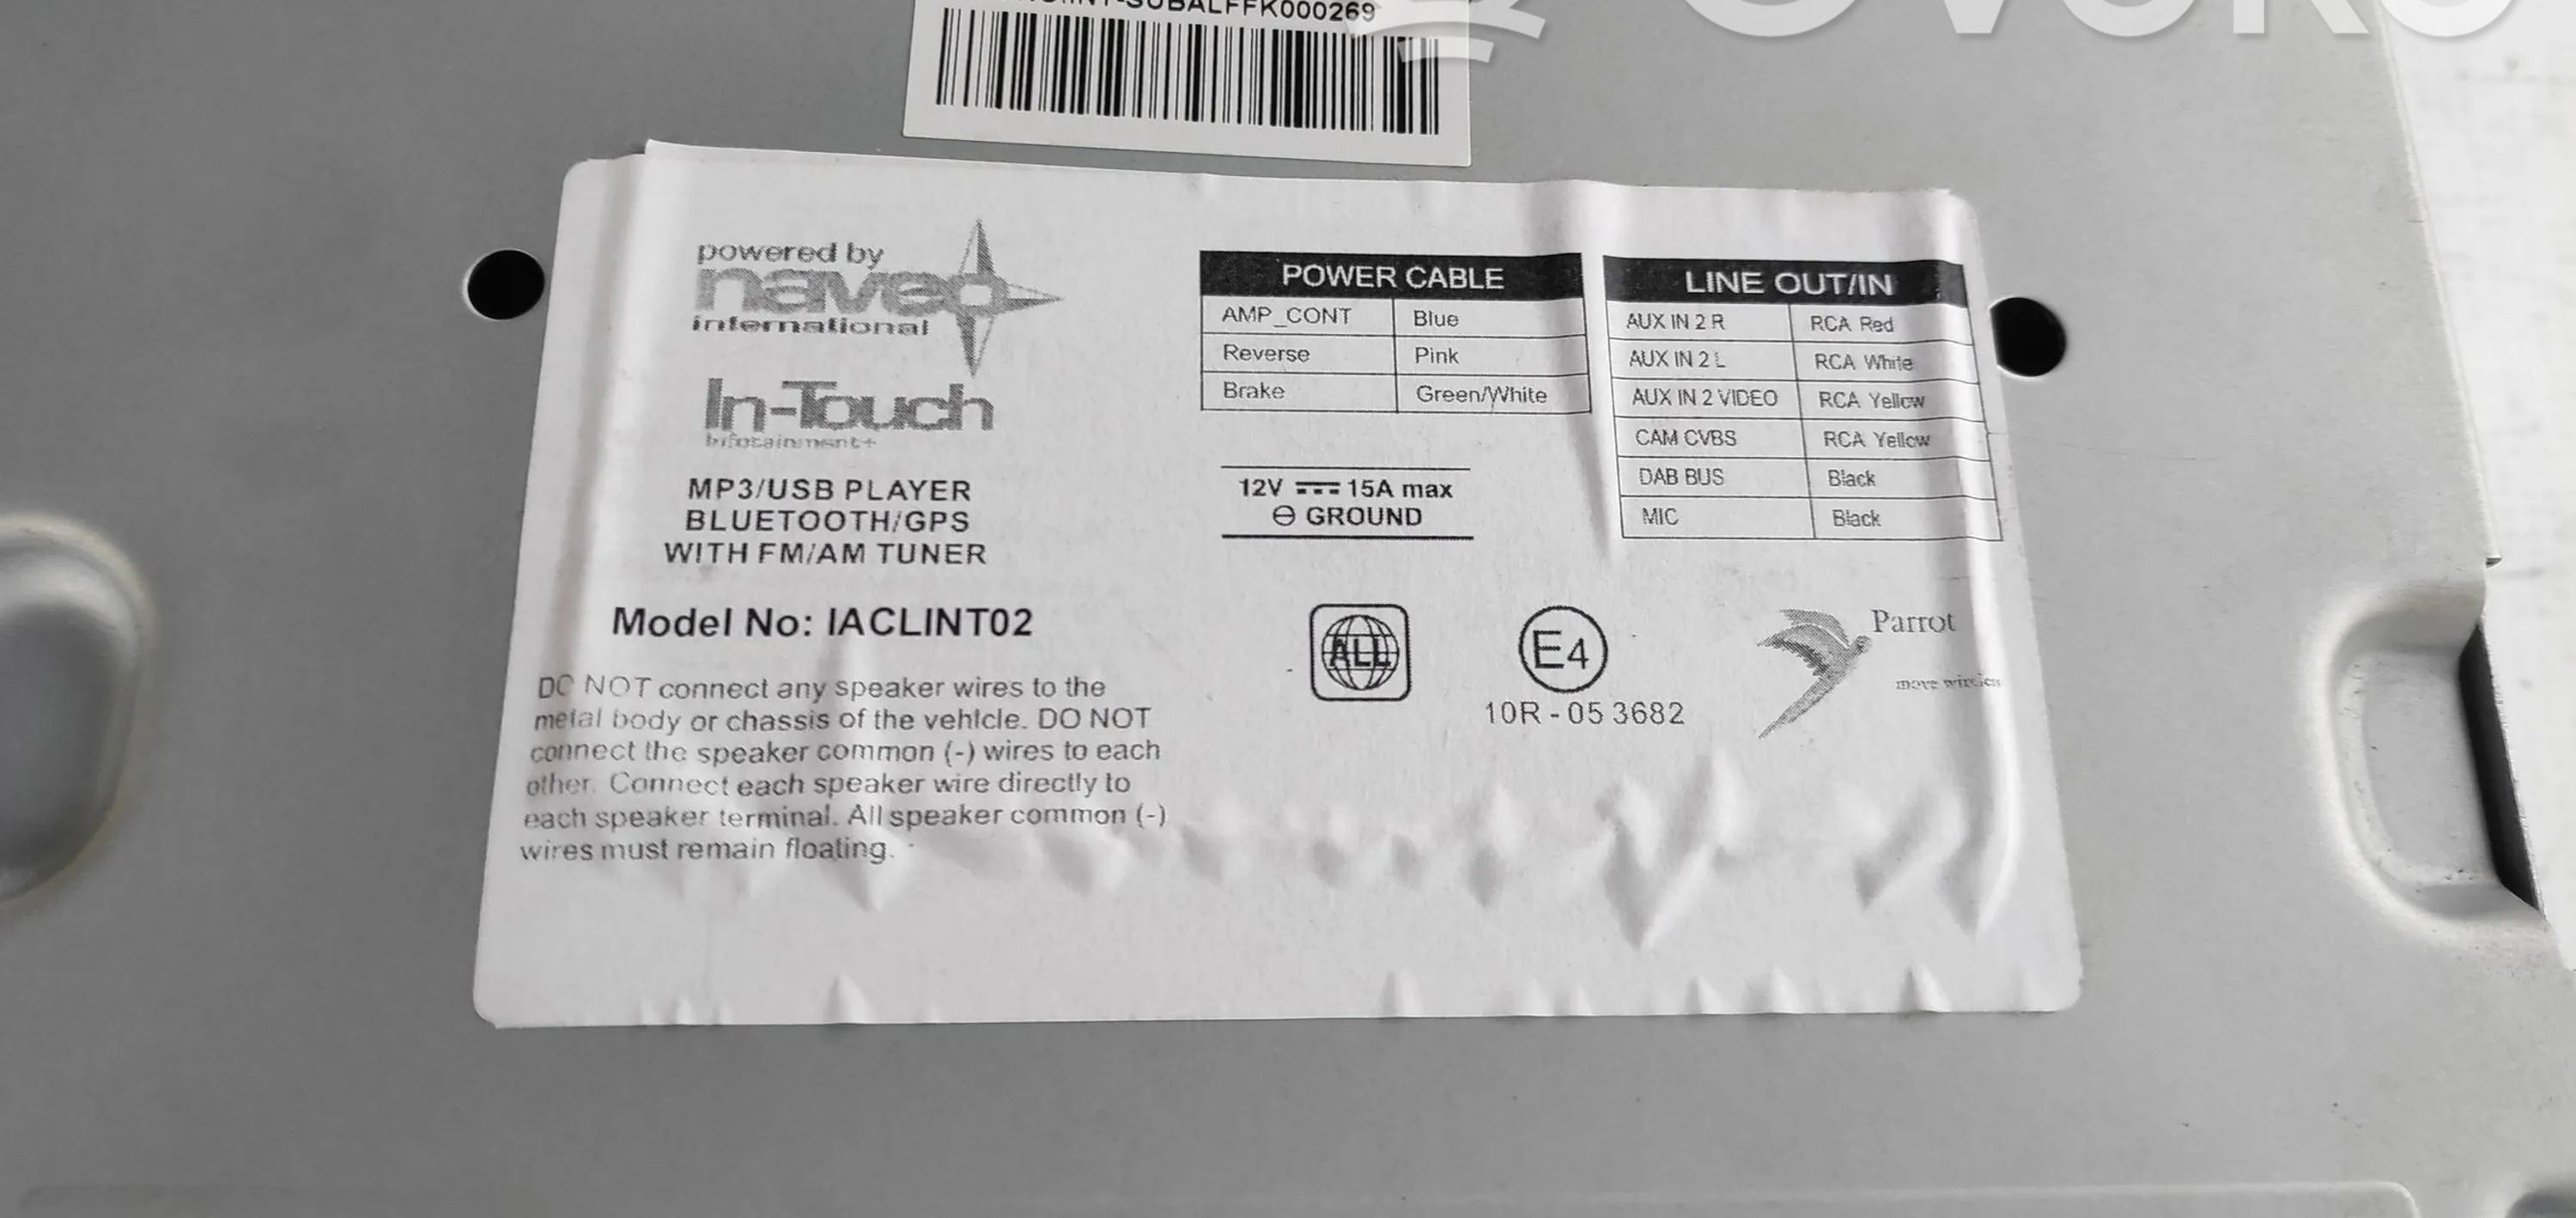 SUBALFFK000269
powered by
naveo
international
In-Touch
Infotainment+
MP3/USB PLAYER
BLUETOOTH/GPS
WITH FM/AM TUNER
Model No: IACLINT02
DO NOT connect any speaker wires to the
metal body or chassis of the vehicle. DO NOT
connect the speaker common (-) wires to each
other. Connect each speaker wire directly to
each speaker terminal. All speaker common (-)
wires must remain floating.
POWER CABLE
AMP_CONT Blue
Reverse Pink
Brake Green/White
12V 15A max
GROUND
LINE OUT/IN
AUX IN 2 R RCA Red
AUX IN 2 L RCA White
AUX IN 2 VIDEO RCA Yellow
CAM CVBS RCA Yellow
DAB BUS Black
MIC Black
ALL
E4
10R - 05 3682
Parrot
move